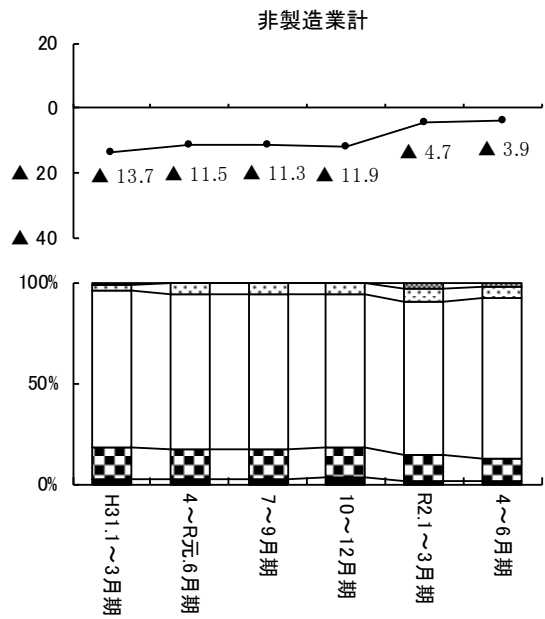 非製造業計
20
0
▲ 20
▲ 40
▲ 13.7
▲ 11.5
▲ 11.3
▲ 11.9
▲ 4.7
▲ 3.9
100%
50%
0%
H31.1～3月期
4～R元.6月期
7～9月期
10～12月期
R2.1～3月期
4～6月期